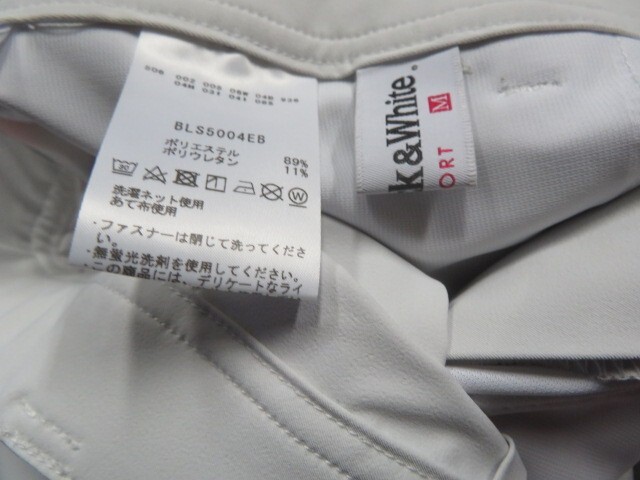 BLS5004EB
ポリエステル 89%
ポリウレタン 11%
洗濯ネット使用
あて布使用
・ファスナーは閉じて洗ってくださ
い。
・無蛍光洗剤を使用してください。
・この商品には、デリケートなライ
k&White.
ORT M